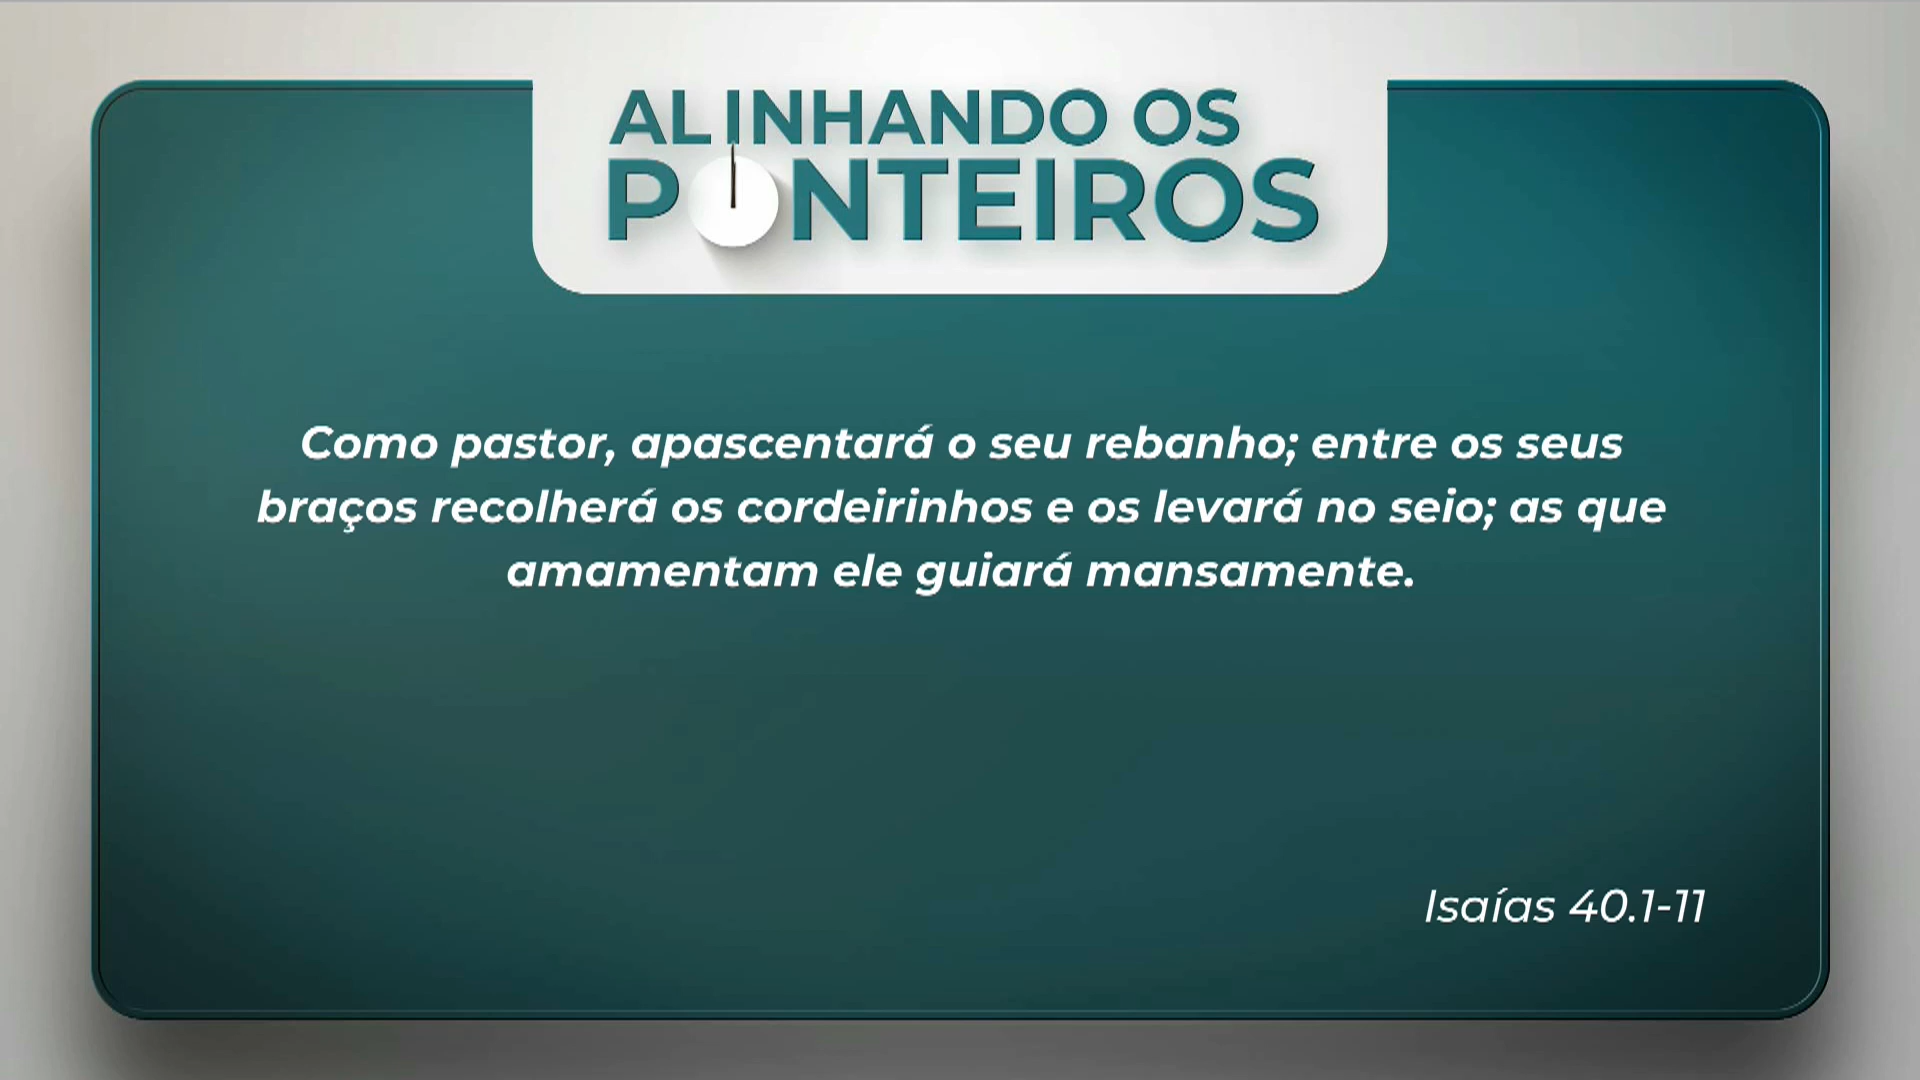 ALINHANDO OS
PONTEIROS
Como pastor, apascentará o seu rebanho; entre os seus
braços recolherá os cordeirinhos e os levará no seio; as que
amamentam ele guiará mansamente.
Isaías 40.1-11